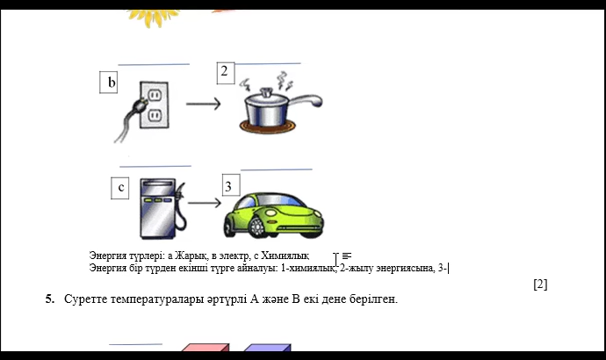 b
2
c
3
Энергия түрлері: а Жарық, в электр, с Химиялық
Энергия бір түрден екінші түрге айналуы: 1-химиялық, 2-жылу энергиясына, 3-
[2]
5. Суретте температуралары әртүрлі А және В екі дене берілген.